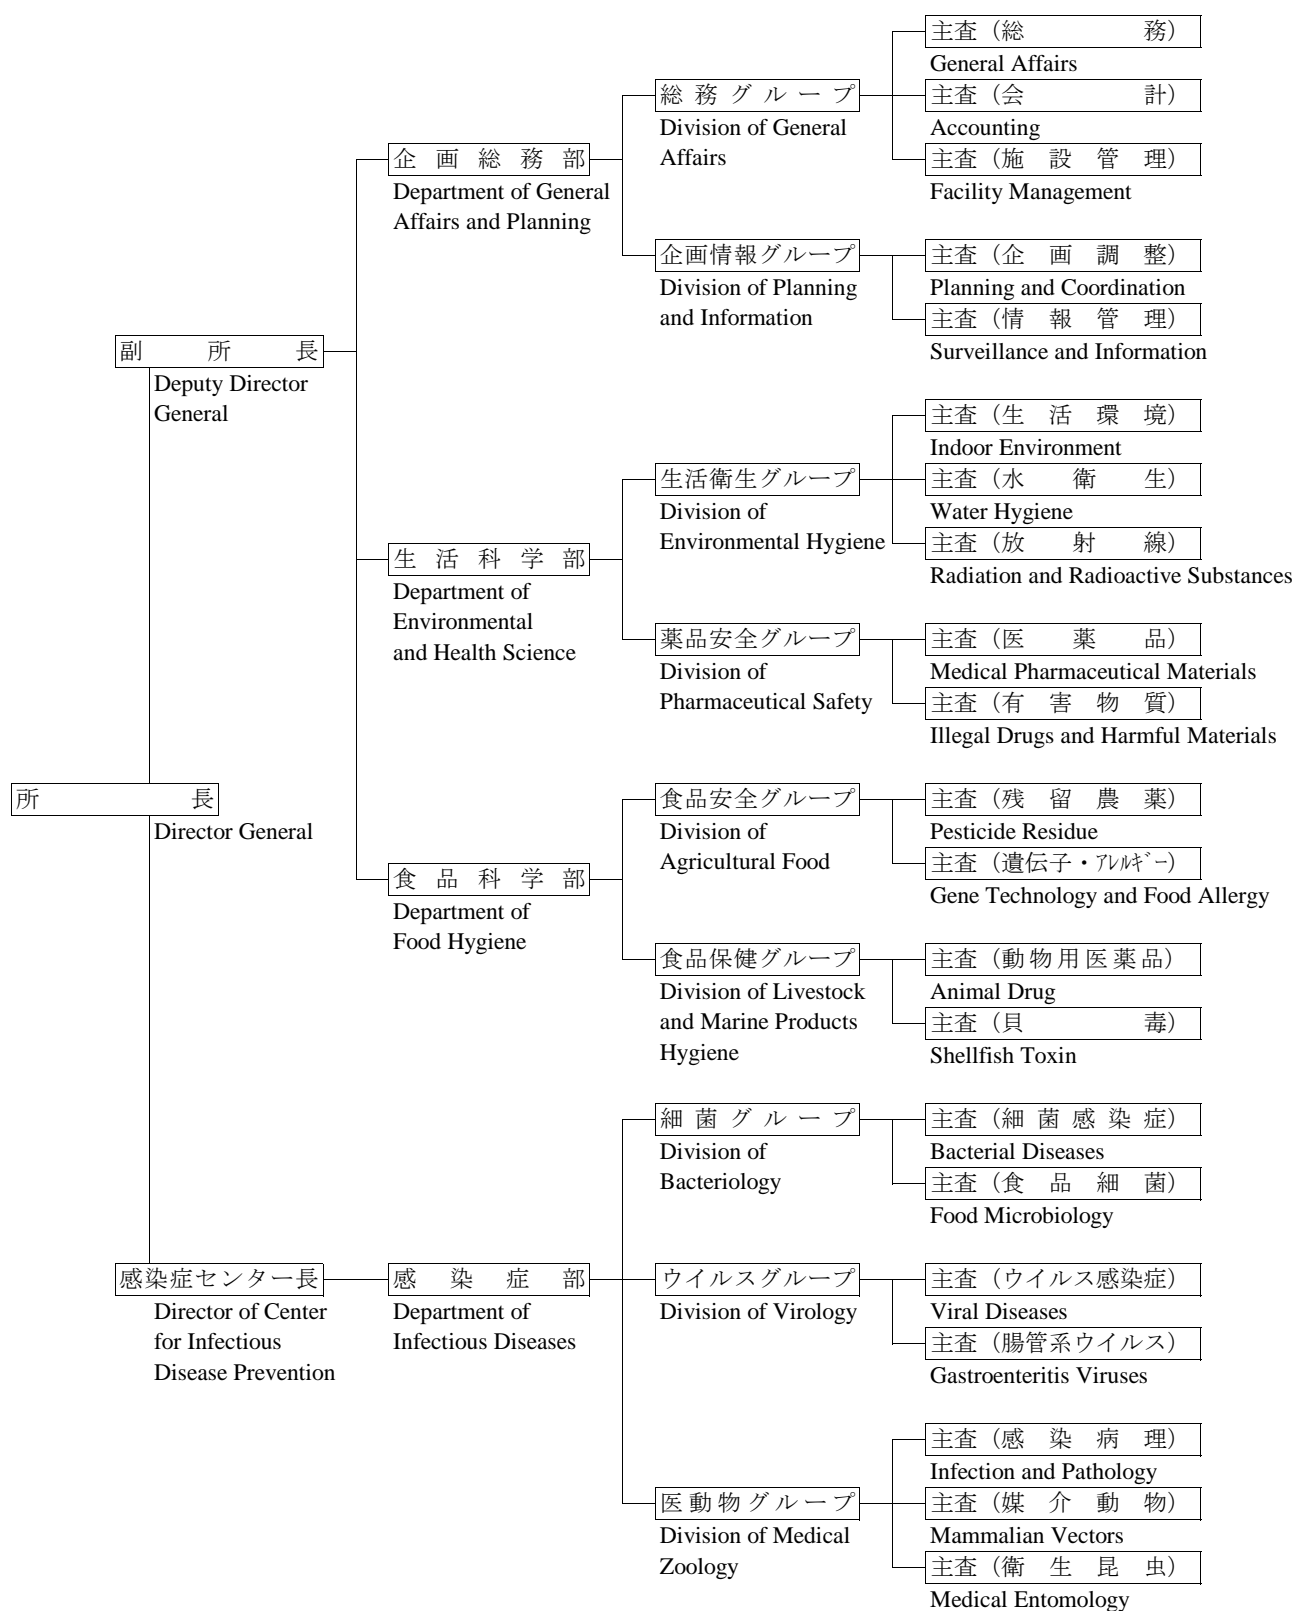 主査（総務）
General Affairs
総務グループ
主査（会計）
Division of General
Affairs
Accounting
企画総務部
主査（施設管理）
Department of General
Affairs and Planning
Facility Management
企画情報グループ
主査（企画調整）
Division of Planning
and Information
Planning and Coordination
主査（情報管理）
副所長
Surveillance and Information
Deputy Director
General
主査（生活環境）
Indoor Environment
生活衛生グループ
主査（水衛生）
Division of
Environmental Hygiene
Water Hygiene
生活科学部
主査（放射線）
Department of
Environmental
and Health Science
Radiation and Radioactive Substances
薬品安全グループ
主査（医薬品）
Division of
Pharmaceutical Safety
Medical Pharmaceutical Materials
主査（有害物質）
Illegal Drugs and Harmful Materials
所長
Director General
食品安全グループ
主査（残留農薬）
Division of
Agricultural Food
Pesticide Residue
食品科学部
主査（遺伝子・ｱﾚﾙｷﾞｰ）
Department of
Food Hygiene
Gene Technology and Food Allergy
食品保健グループ
主査（動物用医薬品）
Division of Livestock
and Marine Products
Hygiene
Animal Drug
主査（貝毒）
Shellfish Toxin
細菌グループ
主査（細菌感染症）
Division of
Bacteriology
Bacterial Diseases
主査（食品細菌）
Food Microbiology
感染症センター長
感染症部
ウイルスグループ
主査（ウイルス感染症）
Director of Center
for Infectious
Disease Prevention
Department of
Infectious Diseases
Division of Virology
Viral Diseases
主査（腸管系ウイルス）
Gastroenteritis Viruses
主査（感染病理）
Infection and Pathology
医動物グループ
主査（媒介動物）
Division of Medical
Zoology
Mammalian Vectors
主査（衛生昆虫）
Medical Entomology